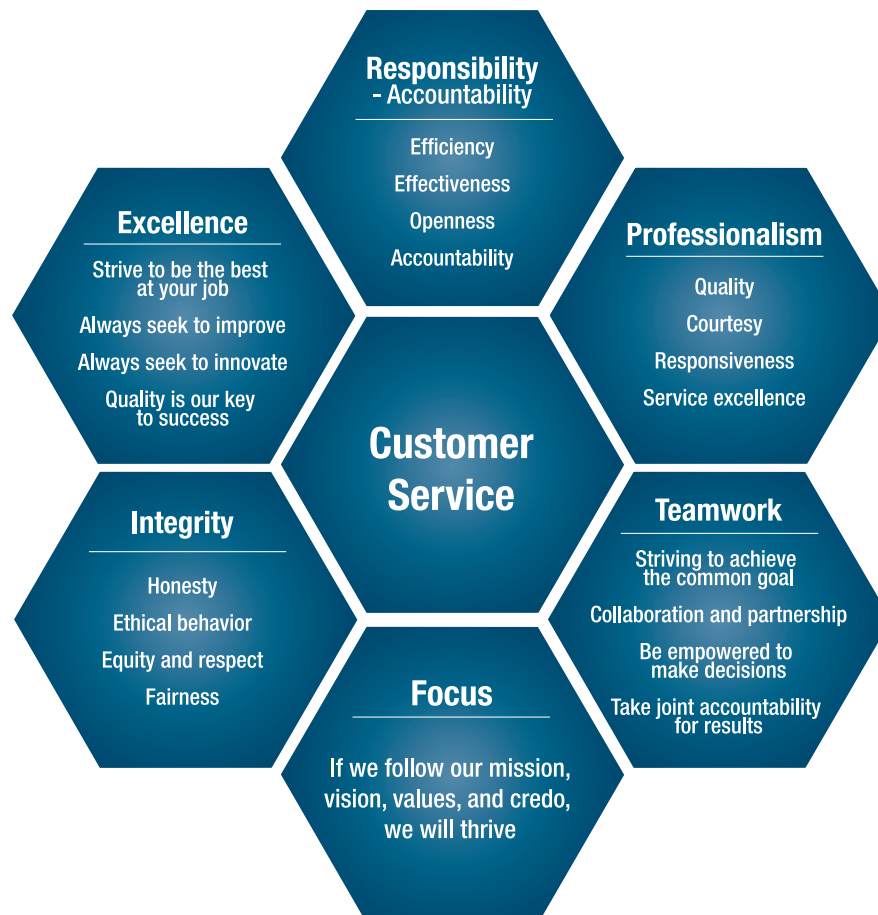 Responsibility
- Accountability
Efficiency
Effectiveness
Openness
Accountability
Excellence
Strive to be the best
at your job
Always seek to improve
Always seek to innovate
Quality is our key
to success
Professionalism
Quality
Courtesy
Responsiveness
Service excellence
Customer
Service
Integrity
Honesty
Ethical behavior
Equity and respect
Fairness
Teamwork
Striving to achieve
the common goal
Collaboration and partnership
Be empowered to
make decisions
Take joint accountability
for results
Focus
If we follow our mission,
vision, values, and credo,
we will thrive